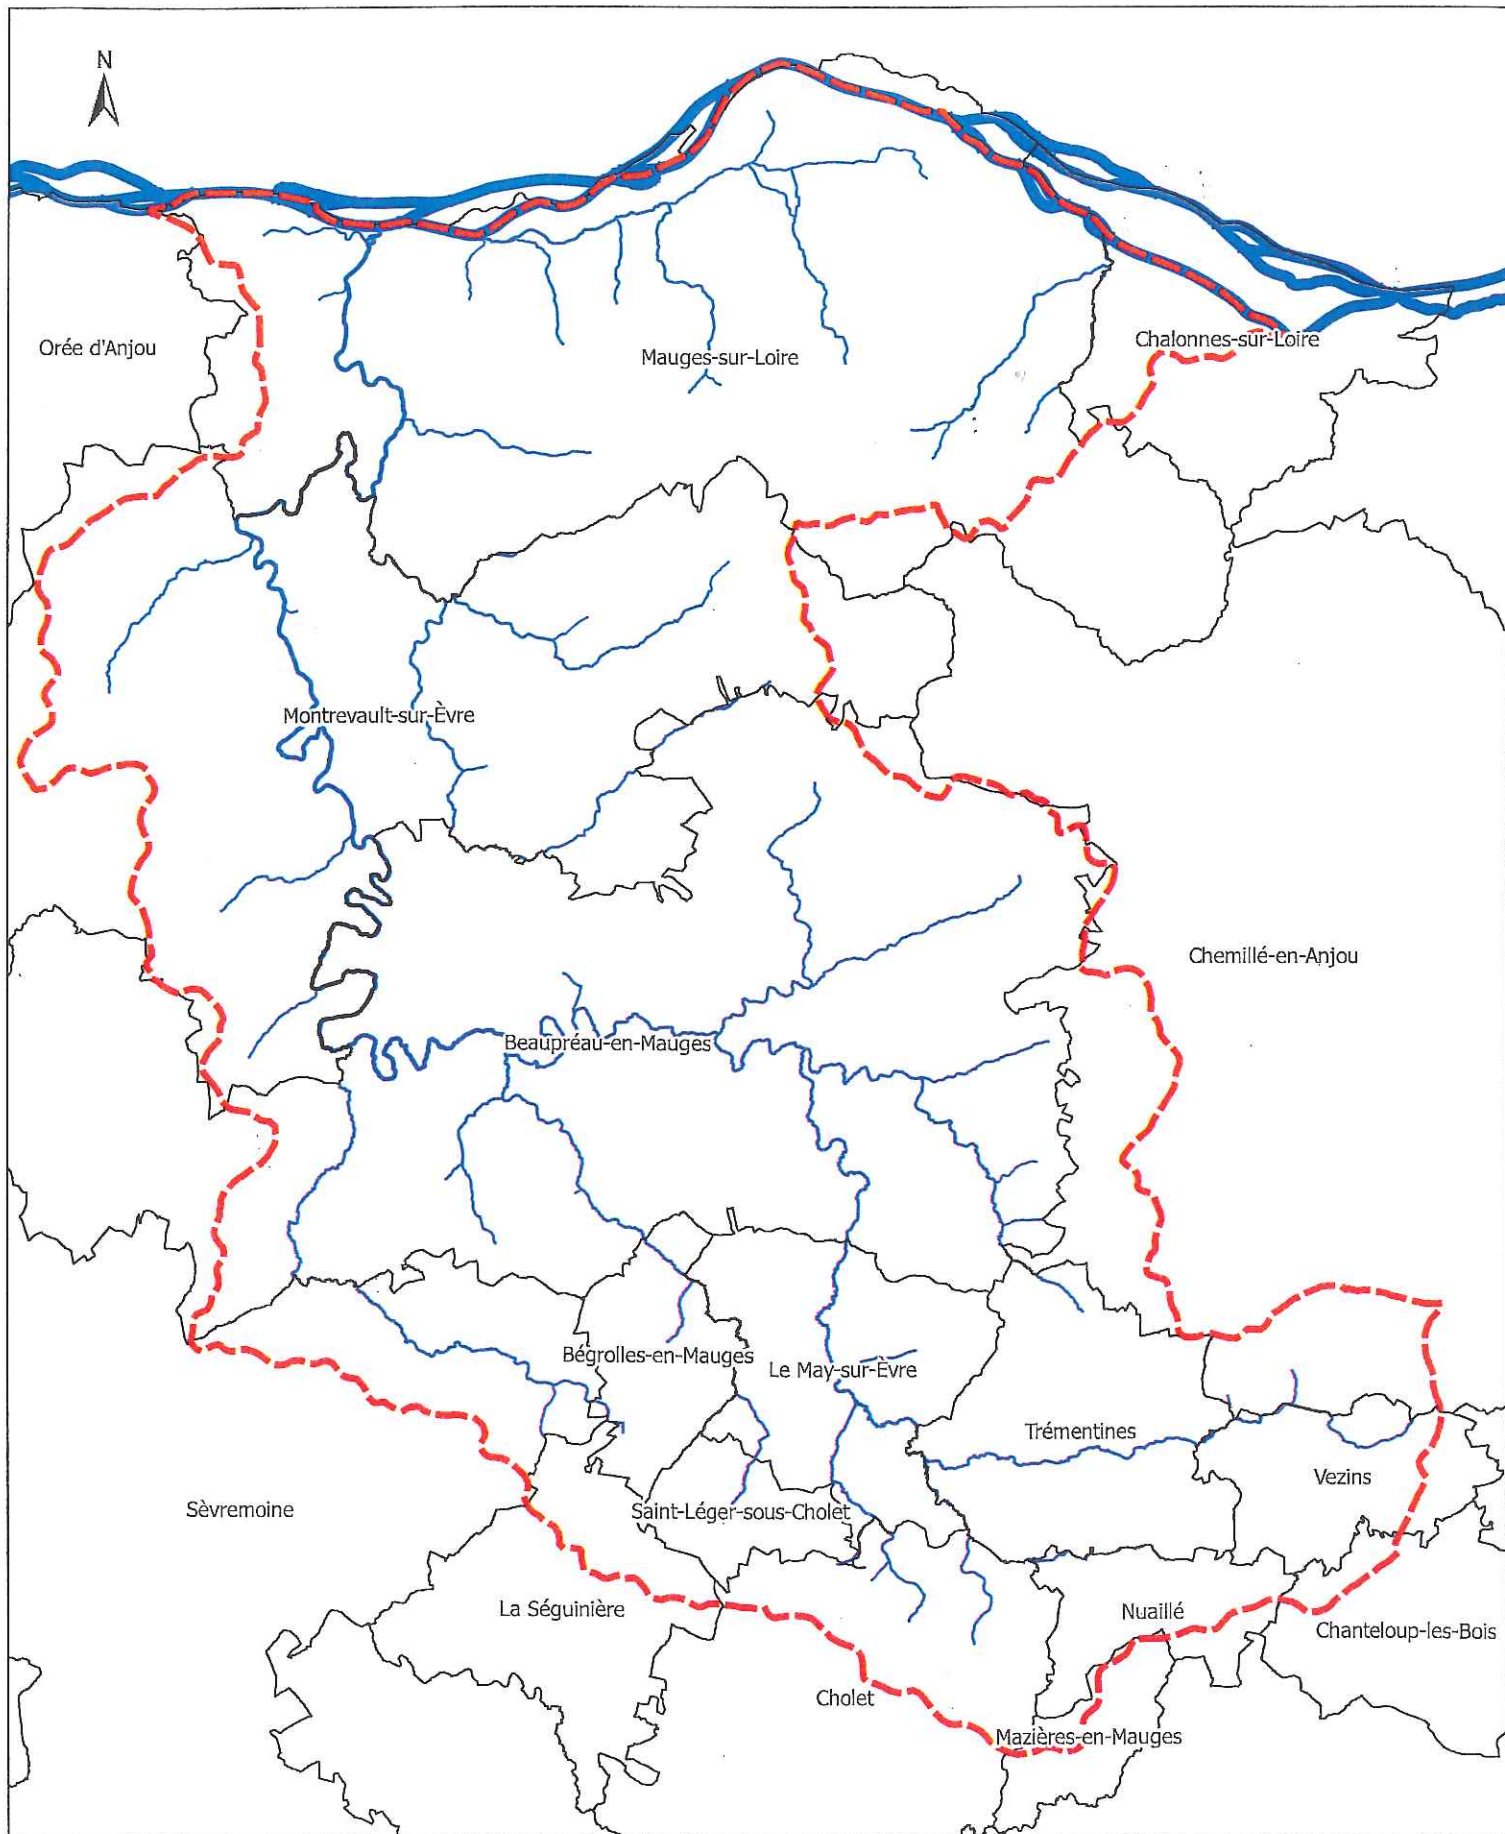 N
Orée d'Anjou
Chalonnes-sur-Loire
Mauges-sur-Loire
Montrevault-sur-Èvre
Chemillé-en-Anjou
Beaupréau-en-Mauges
Bégrolles-en-Mauges
Le May-sur-Èvre
Trémentines
Vezins
Sèvremoine
Saint-Léger-sous-Cholet
La Séguinière
Nuaillé
Chanteloup-les-Bois
Cholet
Mazières-en-Mauges